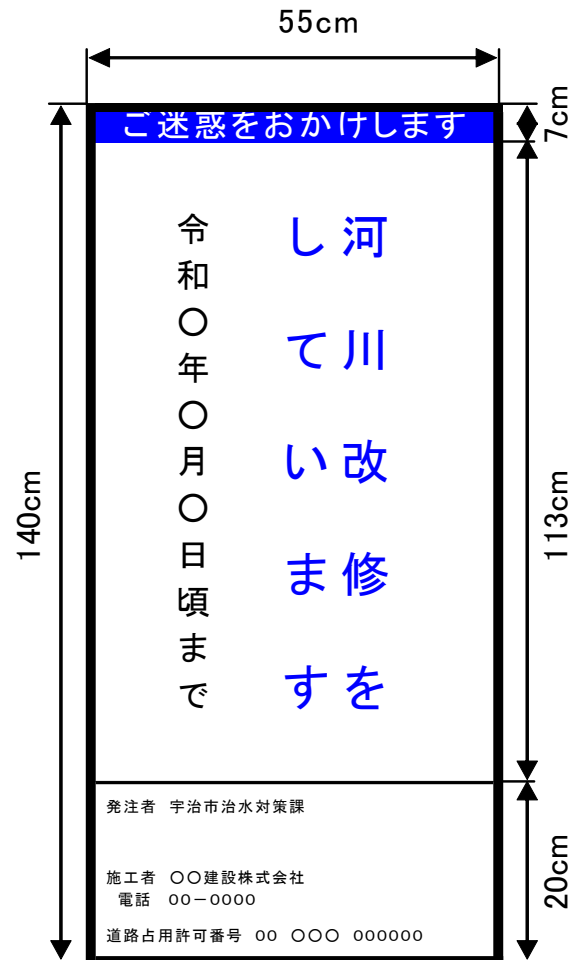 55cm
7cm
ご迷惑をおかけします
河川改修を
しています
令和〇年〇月〇日頃まで
140cm
113cm
発注者 宇治市治水対策課
施工者 〇〇建設株式会社
電話 00－0000
道路占用許可番号 00 〇〇〇 000000
20cm